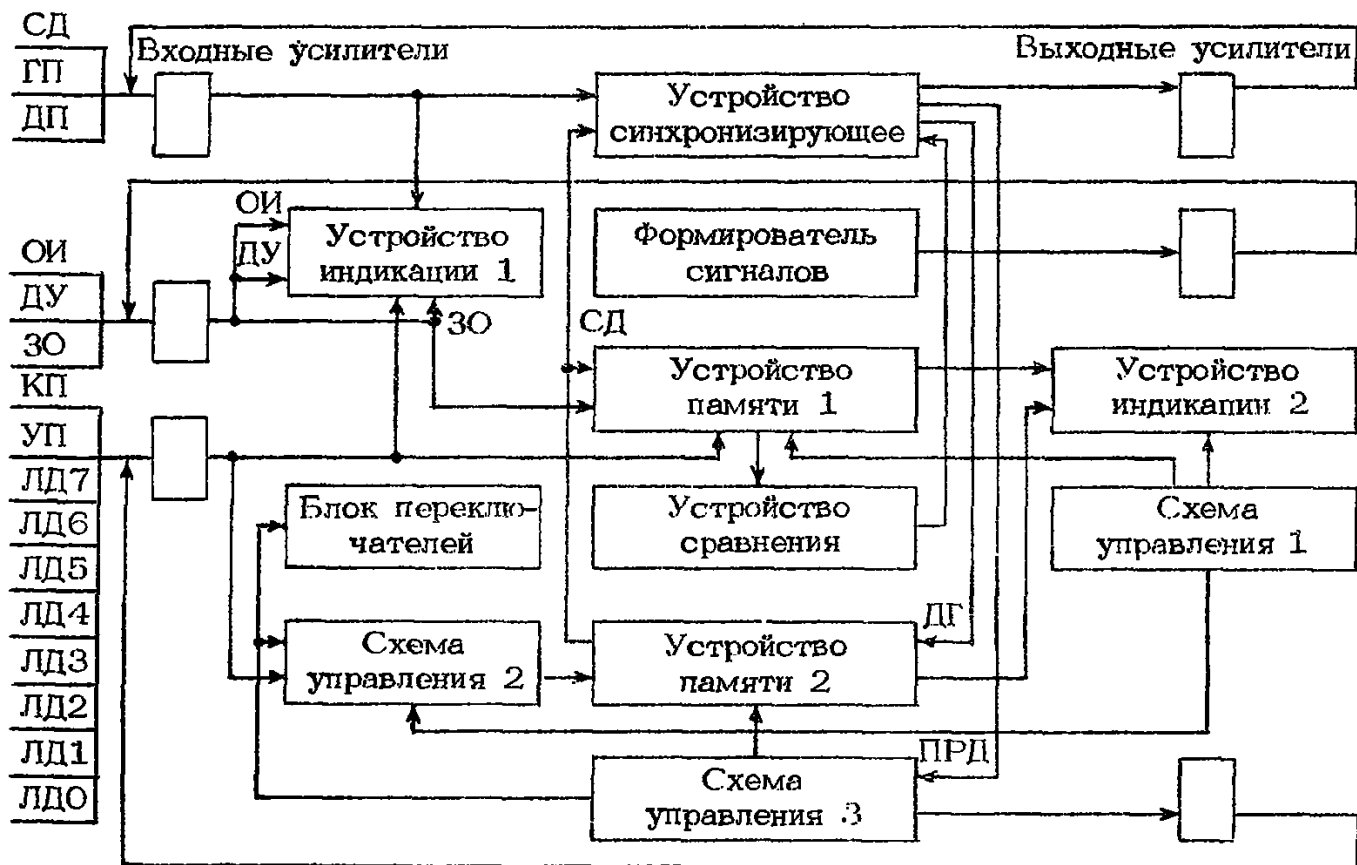 СД
ГП
ДП
Входные усилители
Выходные усилители
Устройство
синхронизирующее
ОИ
ДУ
Устройство
индикации 1
Формирователь
сигналов
ОИ
ДУ
ЗО
ЗО
СД
КП
УП
ЛД7
ЛД6
ЛД5
ЛД4
ЛД3
ЛД2
ЛД1
ЛД0
Устройство
памяти 1
Устройство
индикапии 2
Блок переклю-
чателей
Устройство
сравнения
Схема
управления 1
ДГ
Схема
управления 2
Устройство
памяти 2
ПРД
Схема
управления 3